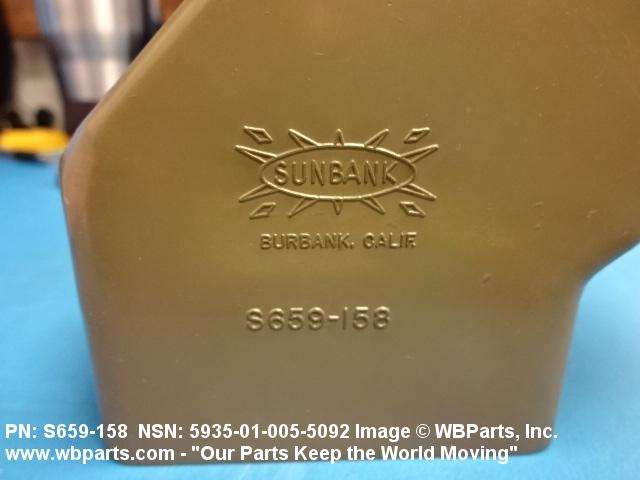 SUNBANK
BURBANK, CALIF.
S659-158
PN: S659-158 NSN: 5935-01-005-5092 Image © WBParts, Inc.
www.wbparts.com - "Our Parts Keep the World Moving"